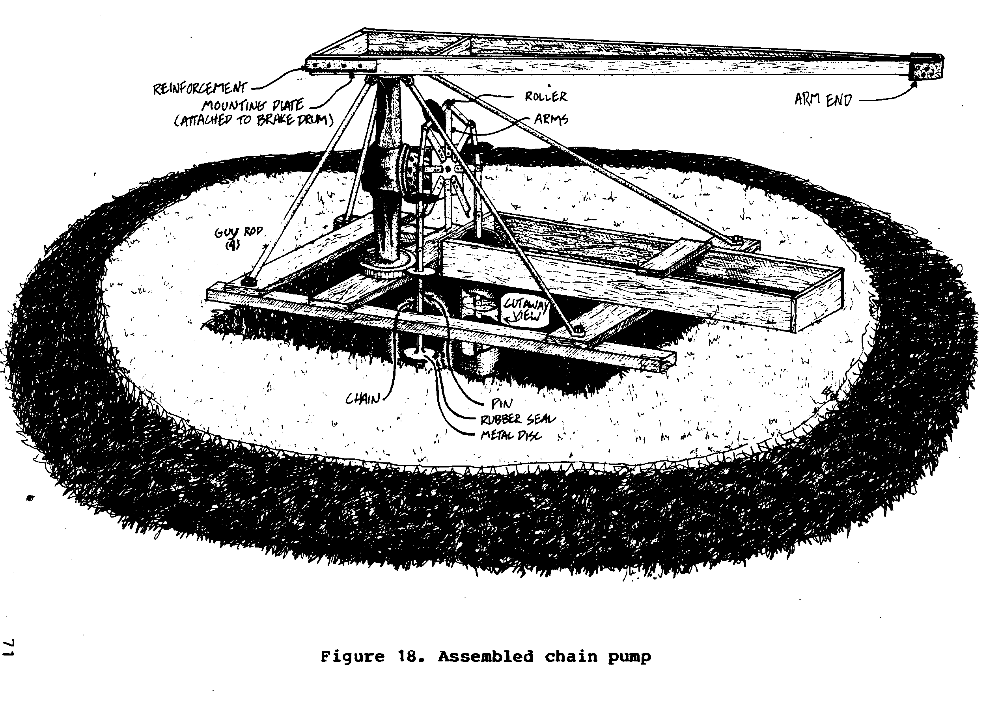 REINFORCEMENT
MOUNTING PLATE
(ATTACHED TO BRAKE DRUM)
ROLLER
ARMS
ARM END
GUY ROD
(4)
CUTAWAY
VIEW
CHAIN
PIN
RUBBER SEAL
METAL DISC
71
Figure 18. Assembled chain pump